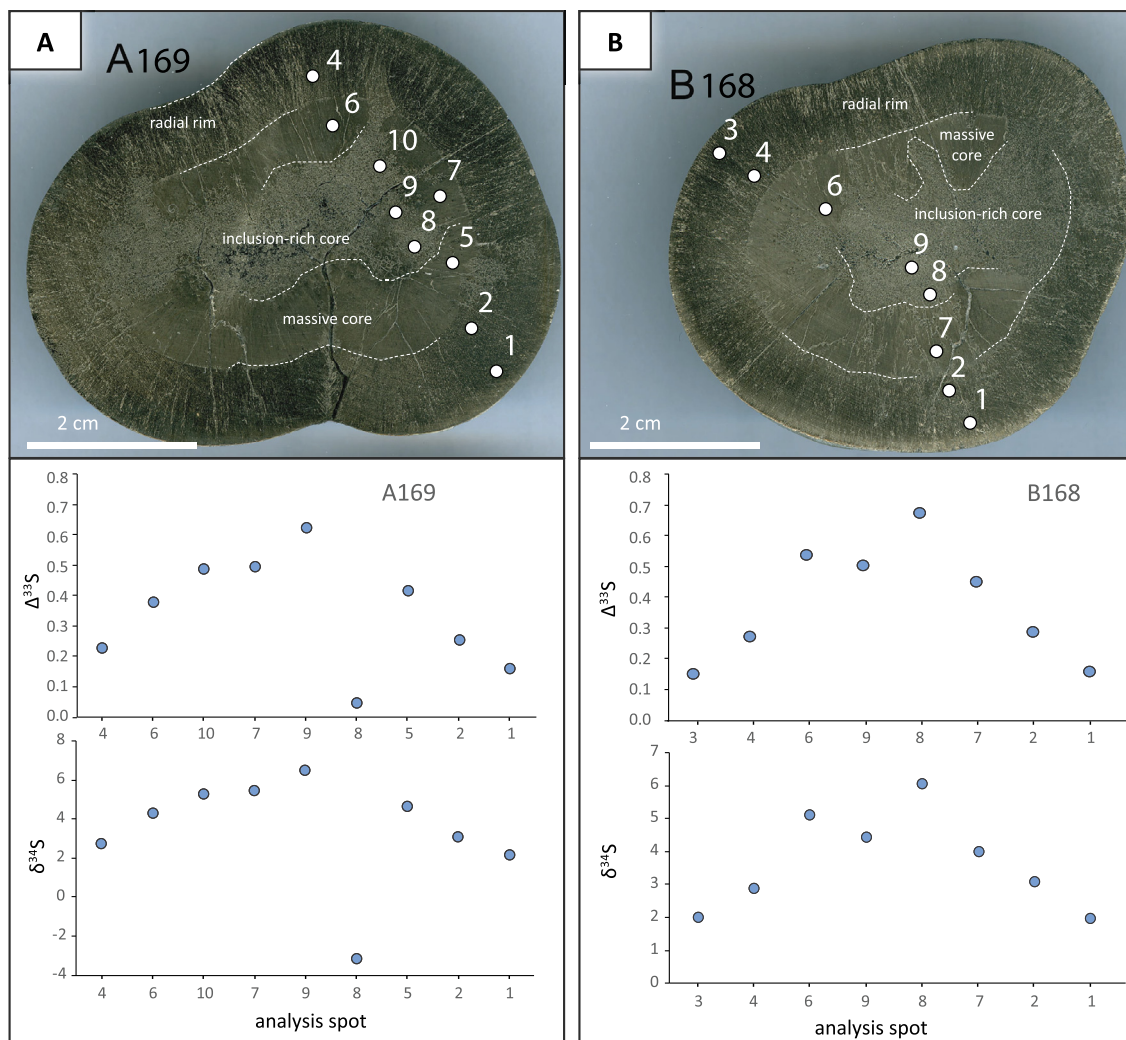 A
A169
4
radial rim
6
10
7
9
8
inclusion-rich core
5
massive core
2
1
2 cm
B
B 168
radial rim
3
4
massive
core
6
inclusion-rich core
9
8
7
2
1
2 cm
A169
0.8
0.7
0.6
0.5
0.4
0.3
0.2
0.1
0.0
Δ³³S
4 6 10 7 9 8 5 2 1
8
6
4
2
0
-2
-4
δ³⁴S
4 6 10 7 9 8 5 2 1
analysis spot
B168
0.8
0.7
0.6
0.5
0.4
0.3
0.2
0.1
0.0
Δ³³S
3 4 6 9 8 7 2 1
7
6
5
4
3
2
1
0
δ³⁴S
3 4 6 9 8 7 2 1
analysis spot